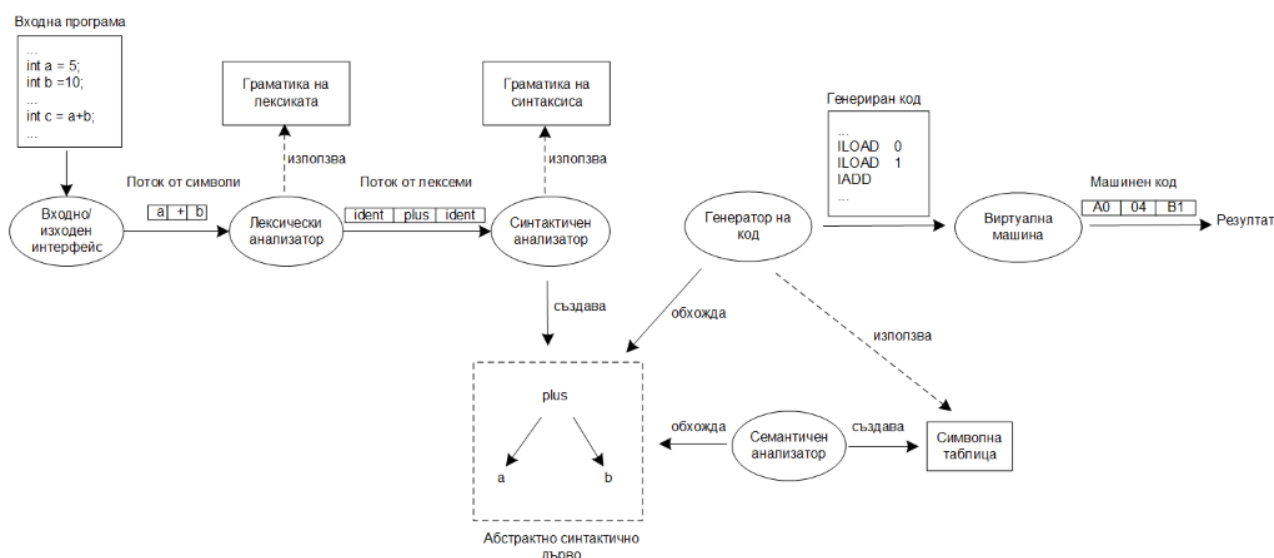 Входна програма
...
int a = 5;
int b =10;
...
int c = a+b;
...
Граматика на
лексиката
Граматика на
синтаксиса
Генериран код
...
ILOAD 0
ILOAD 1
IADD
...
използва
използва
Поток от символи
a + b
Поток от лексеми
ident plus ident
Машинен код
A0 04 B1
Входно/
изходен
интерфейс
Лексически
анализатор
Синтактичен
анализатор
Генератор на
код
Виртуална
машина
Резултат
създава
обхожда
използва
plus
a b
обхожда
Семантичен
анализатор
създава
Символна
таблица
Абстрактно синтактично
дърво